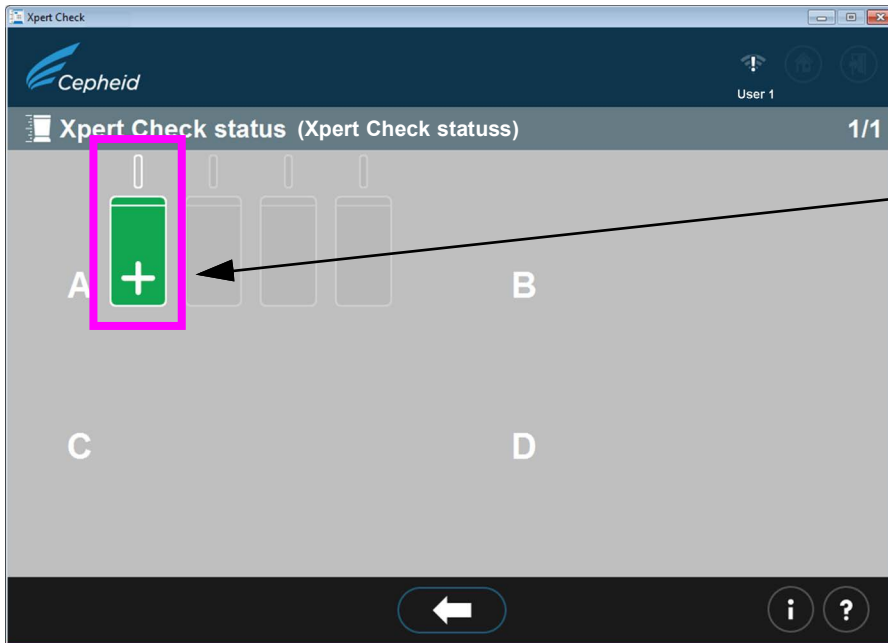 Xpert Check
Cepheid
User 1
Xpert Check status (Xpert Check statuss) 1/1
A B
C D
i ?